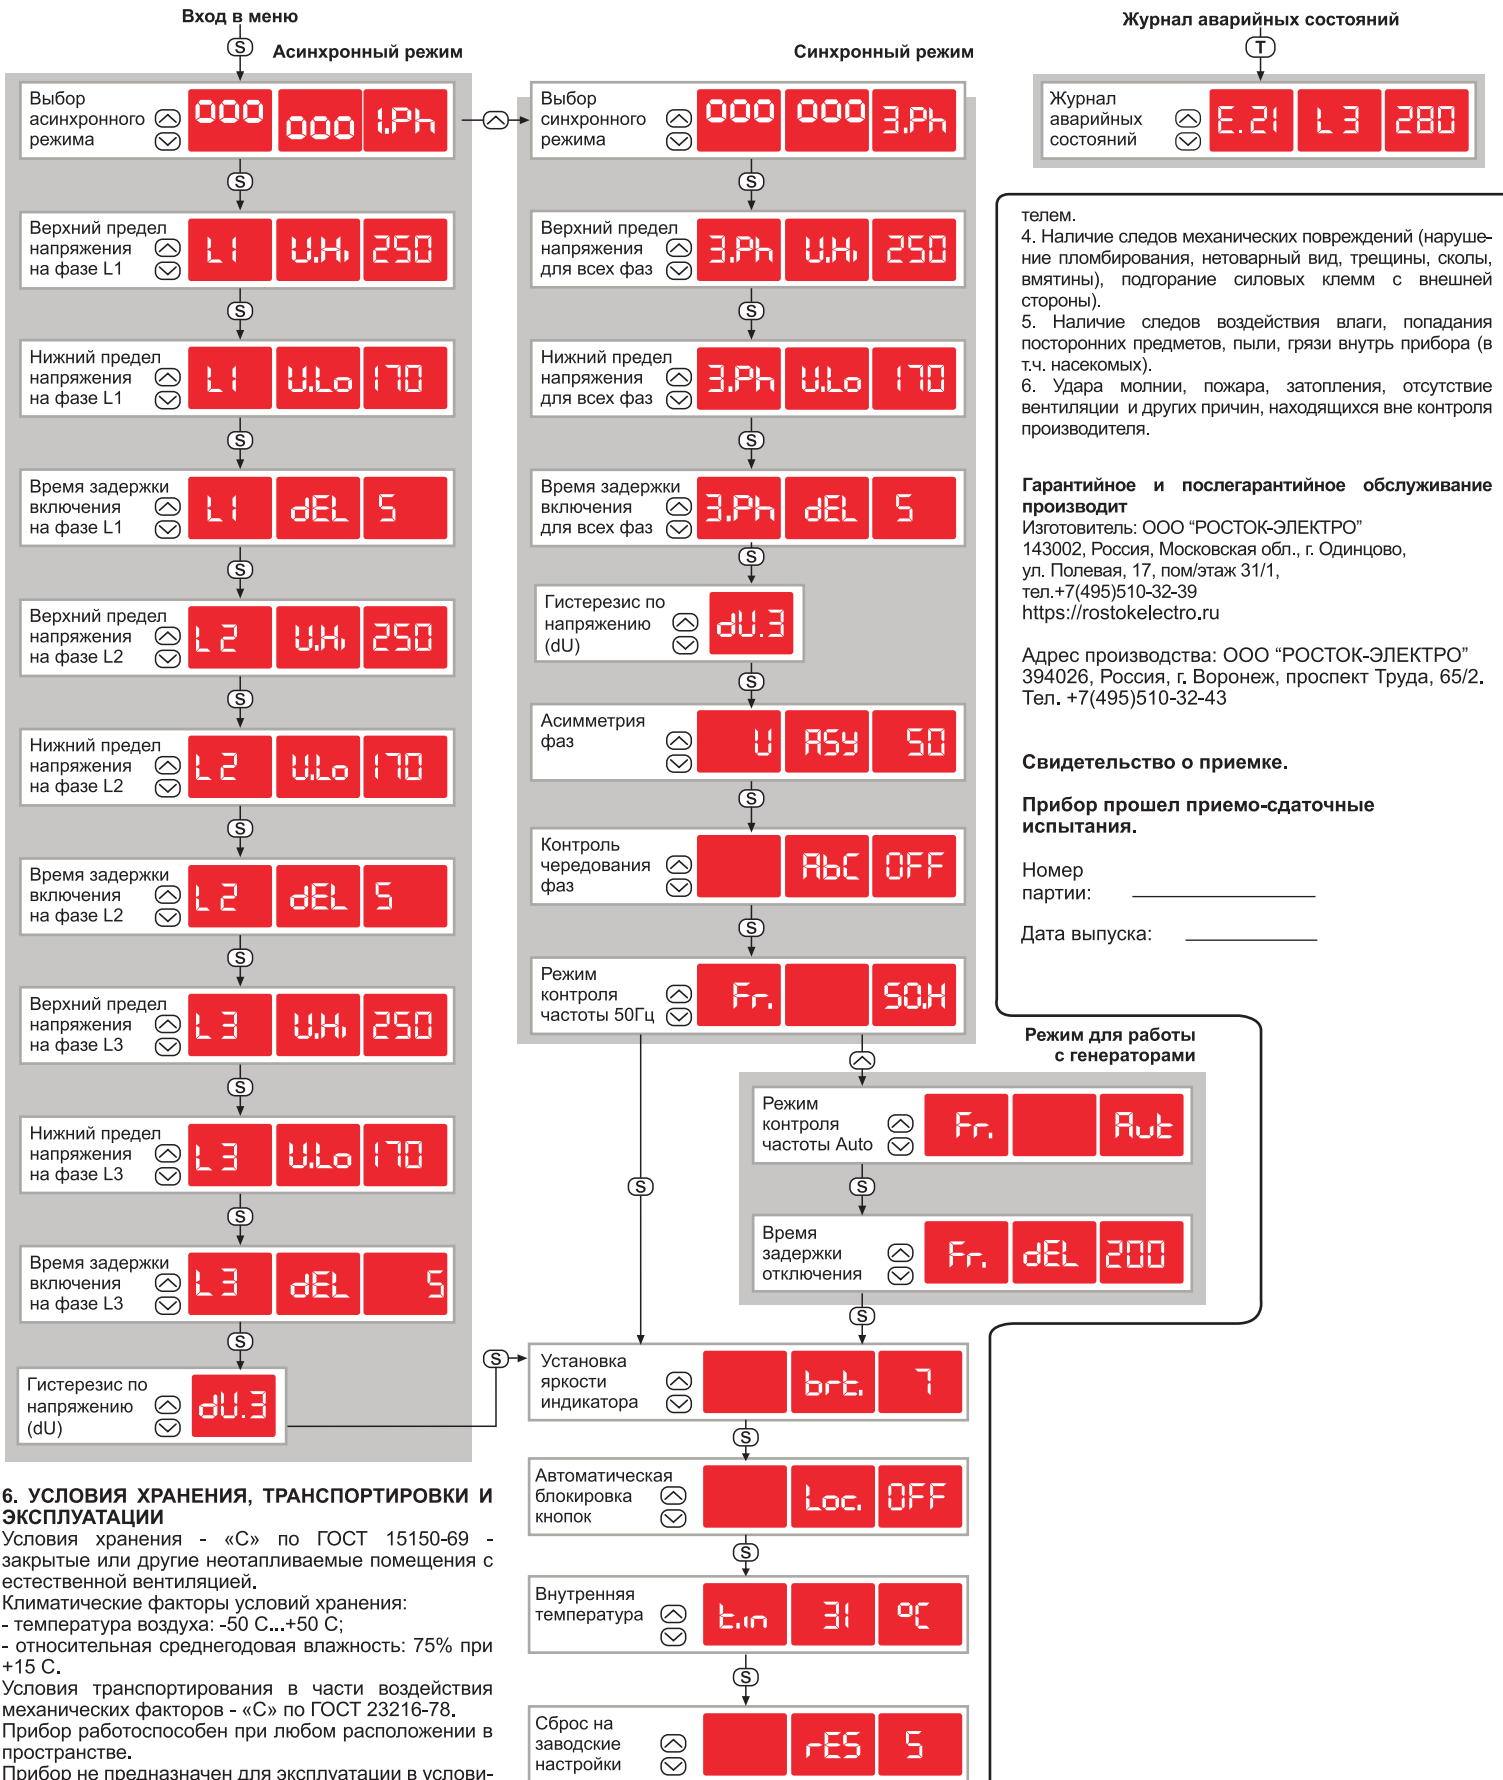 Вход в меню
S
Асинхронный режим
Выбор
асинхронного
режима
000 000 1.Ph
S
Верхний предел
напряжения
на фазе L1
L1 U.Hi 250
S
Нижний предел
напряжения
на фазе L1
L1 U.Lo 170
S
Время задержки
включения
на фазе L1
L1 dEL 5
S
Верхний предел
напряжения
на фазе L2
L2 U.Hi 250
S
Нижний предел
напряжения
на фазе L2
L2 U.Lo 170
S
Время задержки
включения
на фазе L2
L2 dEL 5
S
Верхний предел
напряжения
на фазе L3
L3 U.Hi 250
S
Нижний предел
напряжения
на фазе L3
L3 U.Lo 170
S
Время задержки
включения
на фазе L3
L3 dEL 5
S
Гистерезис по
напряжению
(dU)
dU.3
S
6. УСЛОВИЯ ХРАНЕНИЯ, ТРАНСПОРТИРОВКИ И
ЭКСПЛУАТАЦИИ
Условия хранения - «С» по ГОСТ 15150-69 -
закрытые или другие неотапливаемые помещения с
естественной вентиляцией.
Климатические факторы условий хранения:
- температура воздуха: -50 С...+50 С;
- относительная среднегодовая влажность: 75% при
+15 С.
Условия транспортирования в части воздействия
механических факторов - «С» по ГОСТ 23216-78.
Прибор работоспособен при любом расположении в
пространстве.
Прибор не предназначен для эксплуатации в услови-
Синхронный режим
Выбор
синхронного
режима
000 000 3.Ph
S
Верхний предел
напряжения
для всех фаз
3.Ph U.Hi 250
S
Нижний предел
напряжения
для всех фаз
3.Ph U.Lo 170
S
Время задержки
включения
для всех фаз
3.Ph dEL 5
S
Гистерезис по
напряжению
(dU)
dU.3
S
Асимметрия
фаз
U ASY 50
S
Контроль
чередования
фаз
AbC OFF
S
Режим
контроля
частоты 50Гц
Fr. 50.H
S
Режим для работы
с генераторами
Режим
контроля
частоты Auto
Fr. Aut
S
Время
задержки
отключения
Fr. dEL 200
S
Установка
яркости
индикатора
brt. 7
S
Автоматическая
блокировка
кнопок
Loc. OFF
S
Внутренняя
температура
t.in 31 °C
S
Сброс на
заводские
настройки
rES 5
Журнал аварийных состояний
T
Журнал
аварийных
состояний
E.21 L3 280
телем.
4. Наличие следов механических повреждений (наруше-
ние пломбирования, нетоварный вид, трещины, сколы,
вмятины), подгорание силовых клемм с внешней
стороны).
5. Наличие следов воздействия влаги, попадания
посторонних предметов, пыли, грязи внутрь прибора (в
т.ч. насекомых).
6. Удара молнии, пожара, затопления, отсутствие
вентиляции и других причин, находящихся вне контроля
производителя.
Гарантийное и послегарантийное обслуживание
производит
Изготовитель: ООО “РОСТОК-ЭЛЕКТРО”
143002, Россия, Московская обл., г. Одинцово,
ул. Полевая, 17, пом/этаж 31/1,
тел.+7(495)510-32-39
https://rostokelectro.ru
Адрес производства: ООО “РОСТОК-ЭЛЕКТРО”
394026, Россия, г. Воронеж, проспект Труда, 65/2.
Тел. +7(495)510-32-43
Свидетельство о приемке.
Прибор прошел приемо-сдаточные
испытания.
Номер
партии:
Дата выпуска: